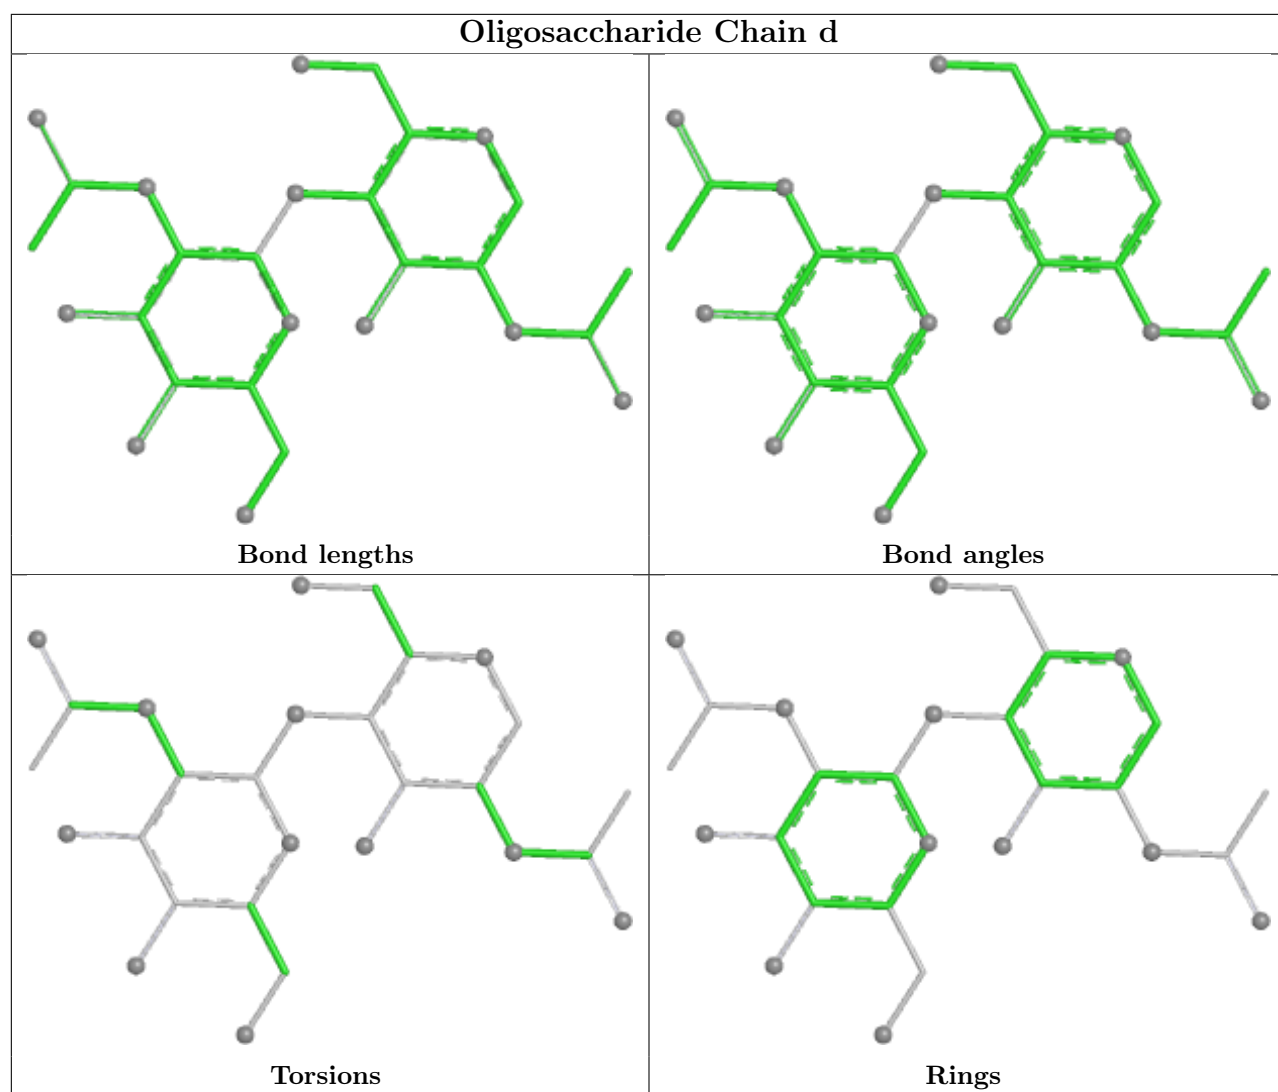 Oligosaccharide Chain d
Bond lengths
Bond angles
Torsions
Rings